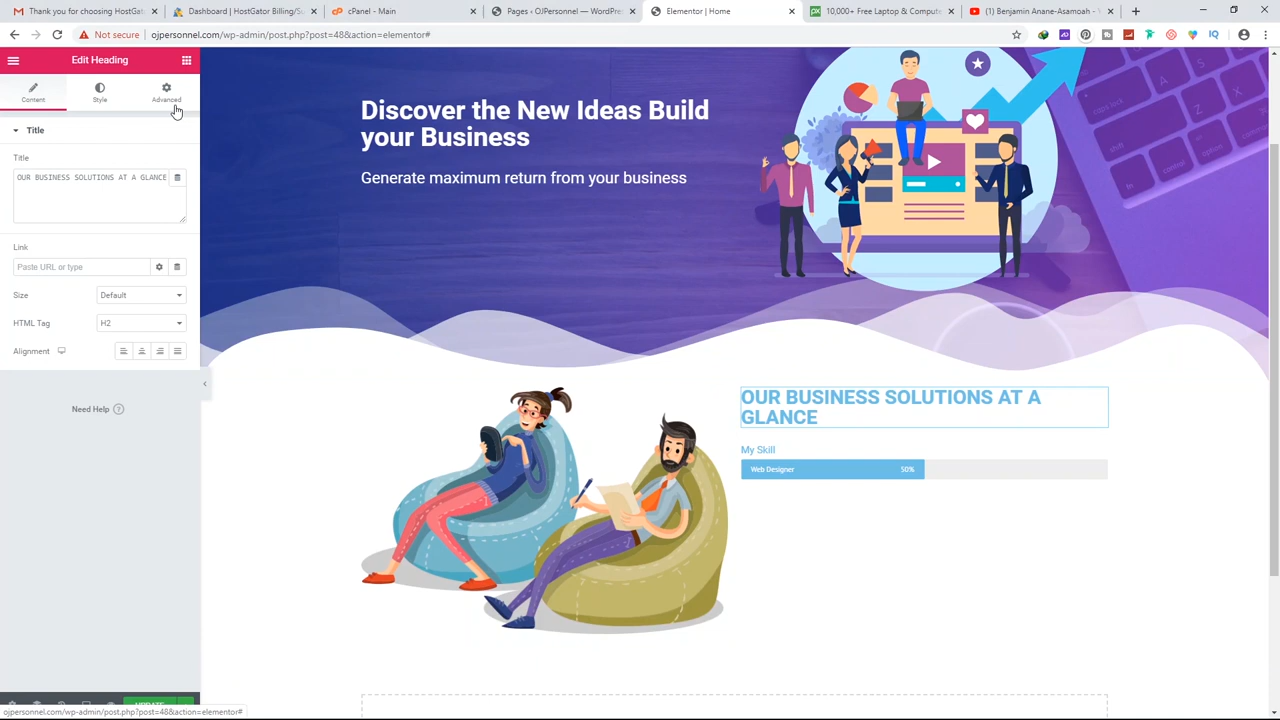 Thank you for choosing HostGat
Dashboard | HostGator Billing/Su
cPanel - Main
Pages ‹ OJPersonnel — WordPres
Elementor | Home
10,000+ Free Laptop & Compute
(1) Benjamin Anane-Asamoah -
Not secure | ojpersonnel.com/wp-admin/post.php?post=48&action=elementor#
Edit Heading
Content
Style
Advanced
Title
Title
OUR BUSINESS SOLUTIONS AT A GLANCE
Link
Paste URL or type
Size
Default
HTML Tag
H2
Alignment
Need Help ?
ojpersonnel.com/wp-admin/post.php?post=48&action=elementor#
Discover the New Ideas Build
your Business
Generate maximum return from your business
OUR BUSINESS SOLUTIONS AT A
GLANCE
My Skill
Web Designer 50%